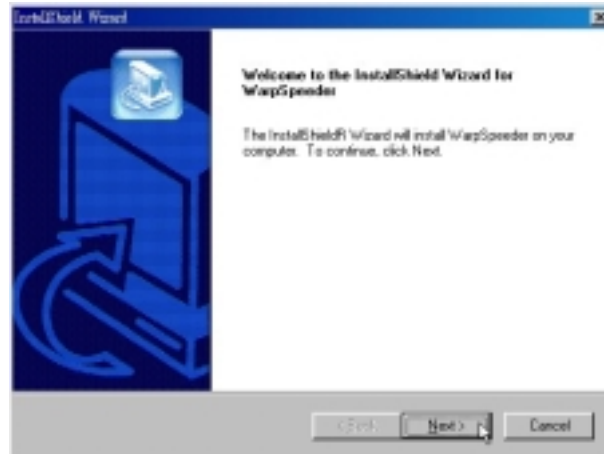 InstallShield Wizard
Welcome to the InstallShield Wizard for
WarpSpeeder
The InstallShieldR Wizard will install WarpSpeeder on your
computer. To continue, click Next.
< Back
Next >
Cancel